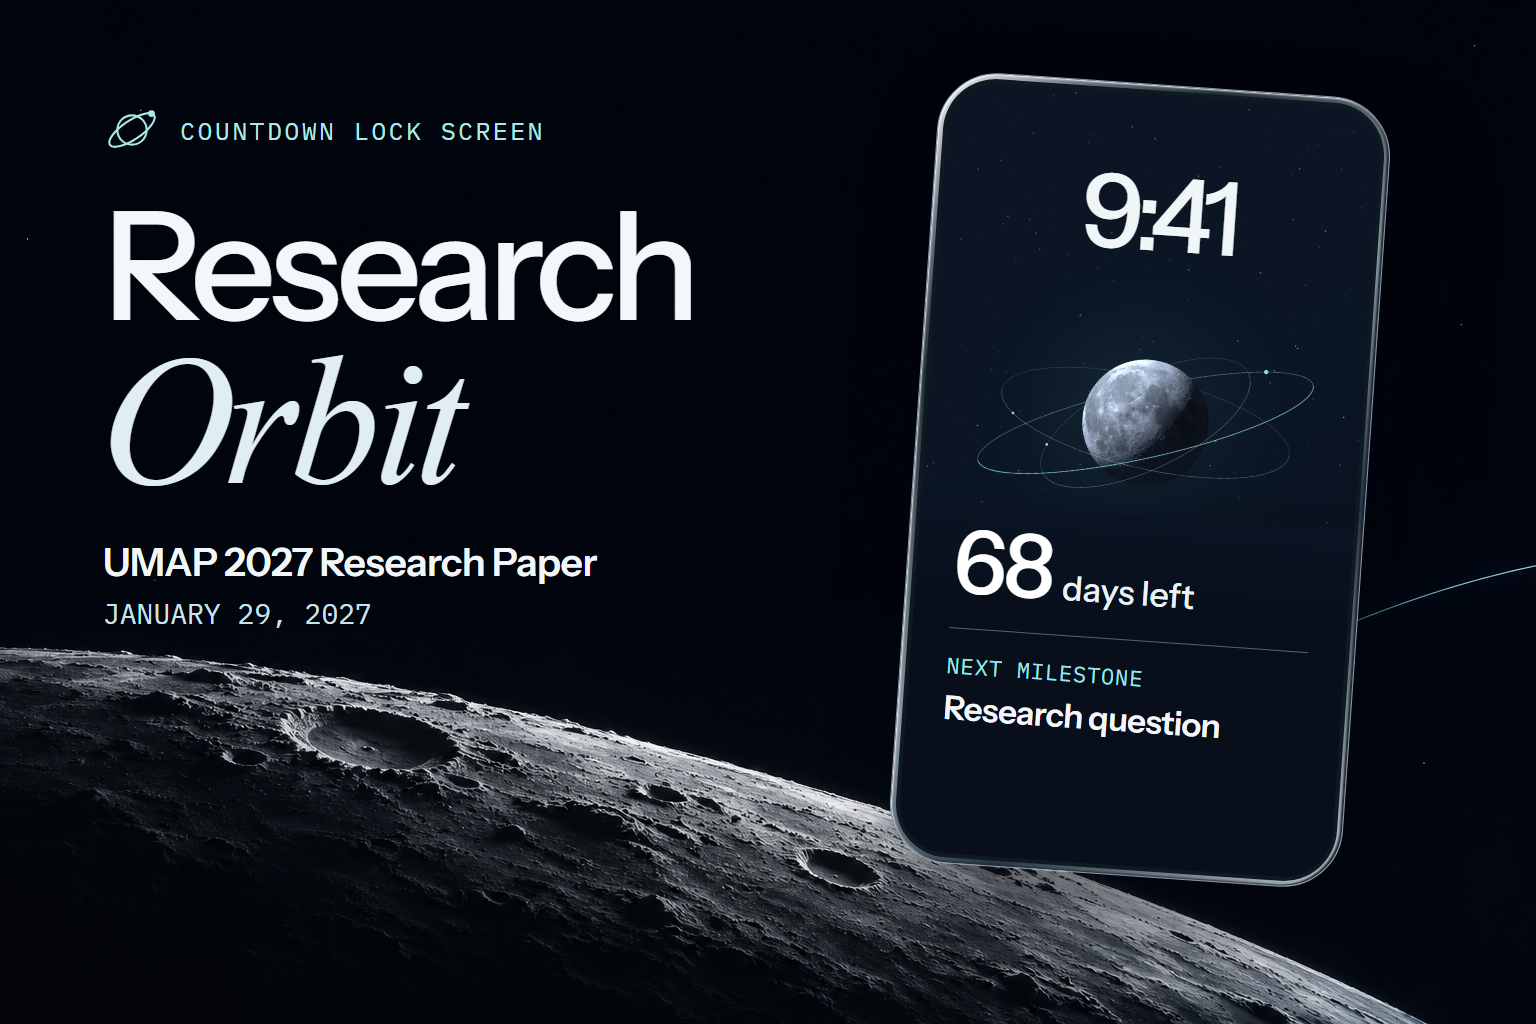 COUNTDOWN LOCK SCREEN
Research
Orbit
UMAP 2027 Research Paper
JANUARY 29, 2027
9:41
68 days left
NEXT MILESTONE
Research question